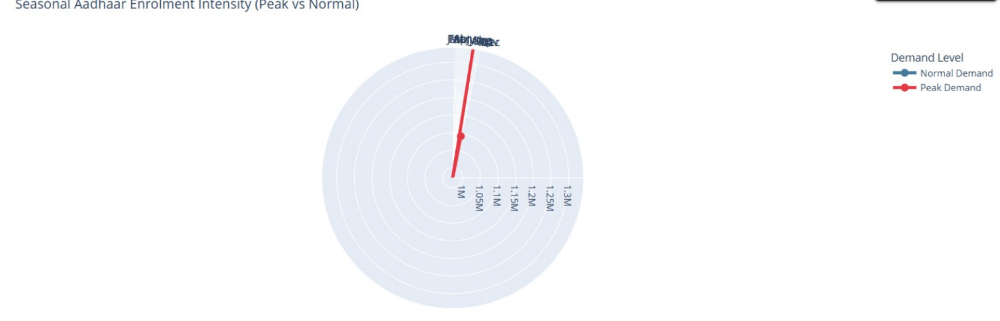 Seasonal Aadhaar Enrolment Intensity (Peak vs Normal)
Demand Level
Normal Demand
Peak Demand
1M
1.05M
1.1M
1.15M
1.2M
1.25M
1.3M